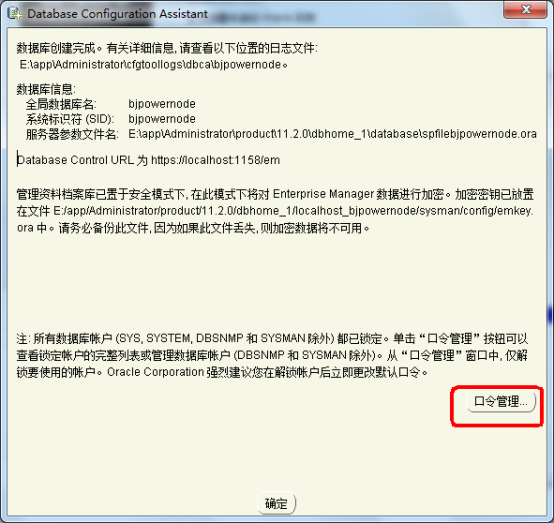 Database Configuration Assistant
数据库创建完成。有关详细信息,请查看以下位置的日志文件:
E:\app\Administrator\cfgtoollogs\dbca\bjpowernode。
数据库信息:
全局数据库名: bjpowernode
系统标识符 (SID): bjpowernode
服务器参数文件名: E:\app\Administrator\product\11.2.0\dbhome_1\database\spfilebjpowernode.ora
Database Control URL 为 https://localhost:1158/em
管理资料档案库已置于安全模式下,在此模式下将对 Enterprise Manager 数据进行加密。加密密钥已放置
在文件 E:/app/Administrator/product/11.2.0/dbhome_1/localhost_bjpowernode/sysman/config/emkey.
ora 中。请务必备份此文件,因为如果此文件丢失,则加密数据将不可用。
注: 所有数据库帐户 (SYS, SYSTEM, DBSNMP 和 SYSMAN 除外) 都已锁定。单击“口令管理”按钮可以
查看锁定帐户的完整列表或管理数据库帐户 (DBSNMP 和 SYSMAN 除外)。从“口令管理”窗口中,仅解
锁要使用的帐户。Oracle Corporation 强烈建议您在解锁帐户后立即更改默认口令。
口令管理...
确定